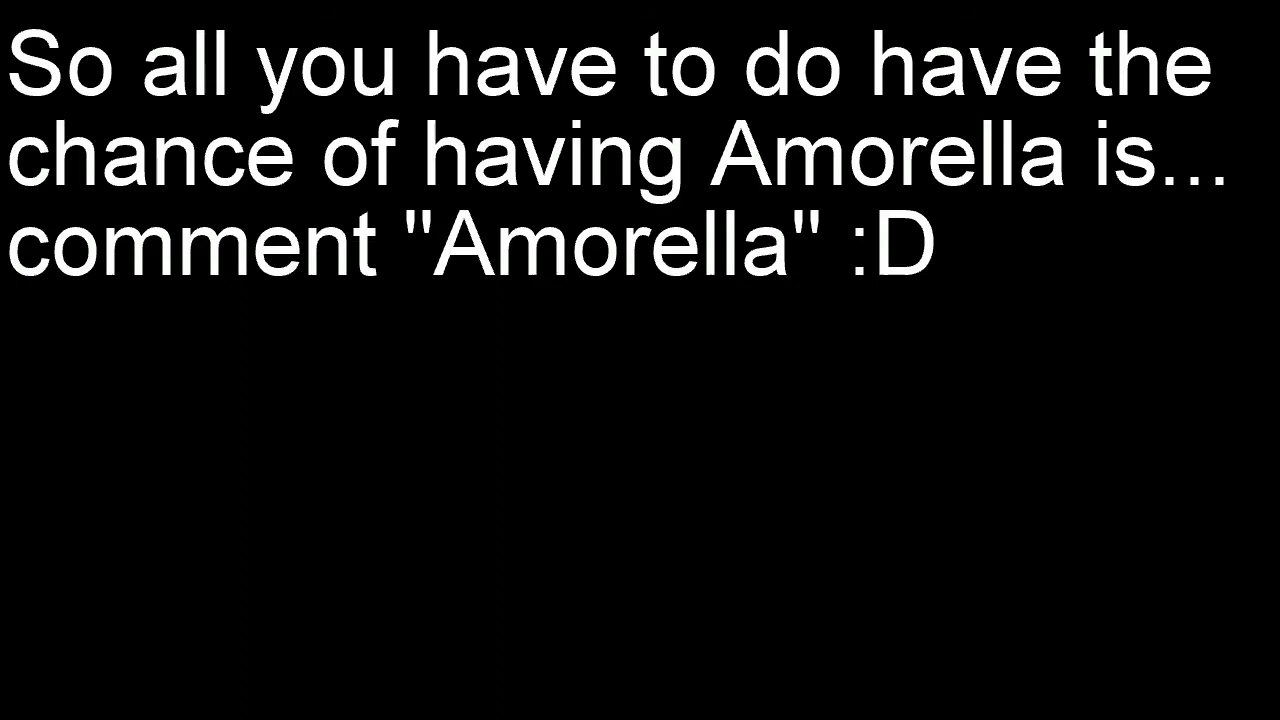 So all you have to do have the
chance of having Amorella is...
comment "Amorella" :D